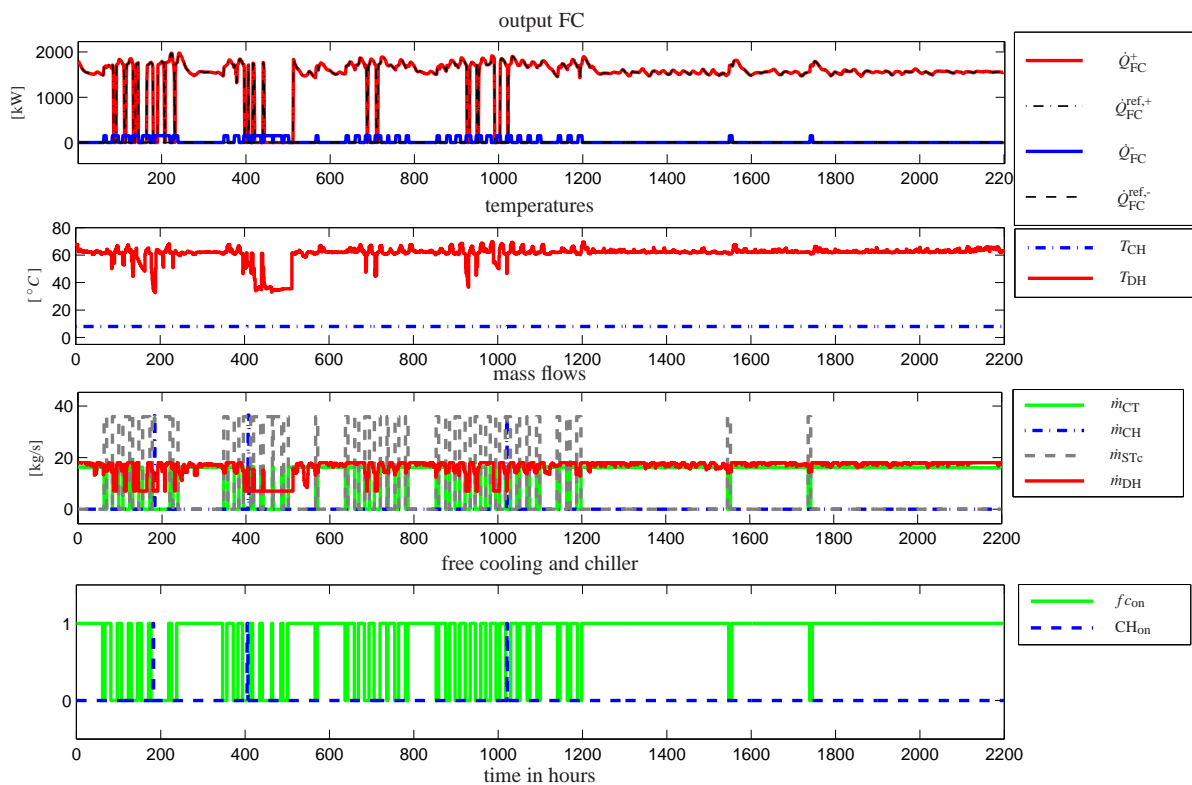 output FC
2000
1000
0
[kW]
200 400 600 800 1000 1200 1400 1600 1800 2000 2200
Q̇⁺FC
Q̇ref,+FC
Q̇⁻FC
Q̇ref,-FC
temperatures
80
60
40
20
0
[°C]
0 200 400 600 800 1000 1200 1400 1600 1800 2000 2200
TCH
TDH
mass flows
40
20
0
[kg/s]
0 200 400 600 800 1000 1200 1400 1600 1800 2000 2200
ṁCT
ṁCH
ṁSTc
ṁDH
free cooling and chiller
1
0
0 200 400 600 800 1000 1200 1400 1600 1800 2000 2200
time in hours
fcon
CHon